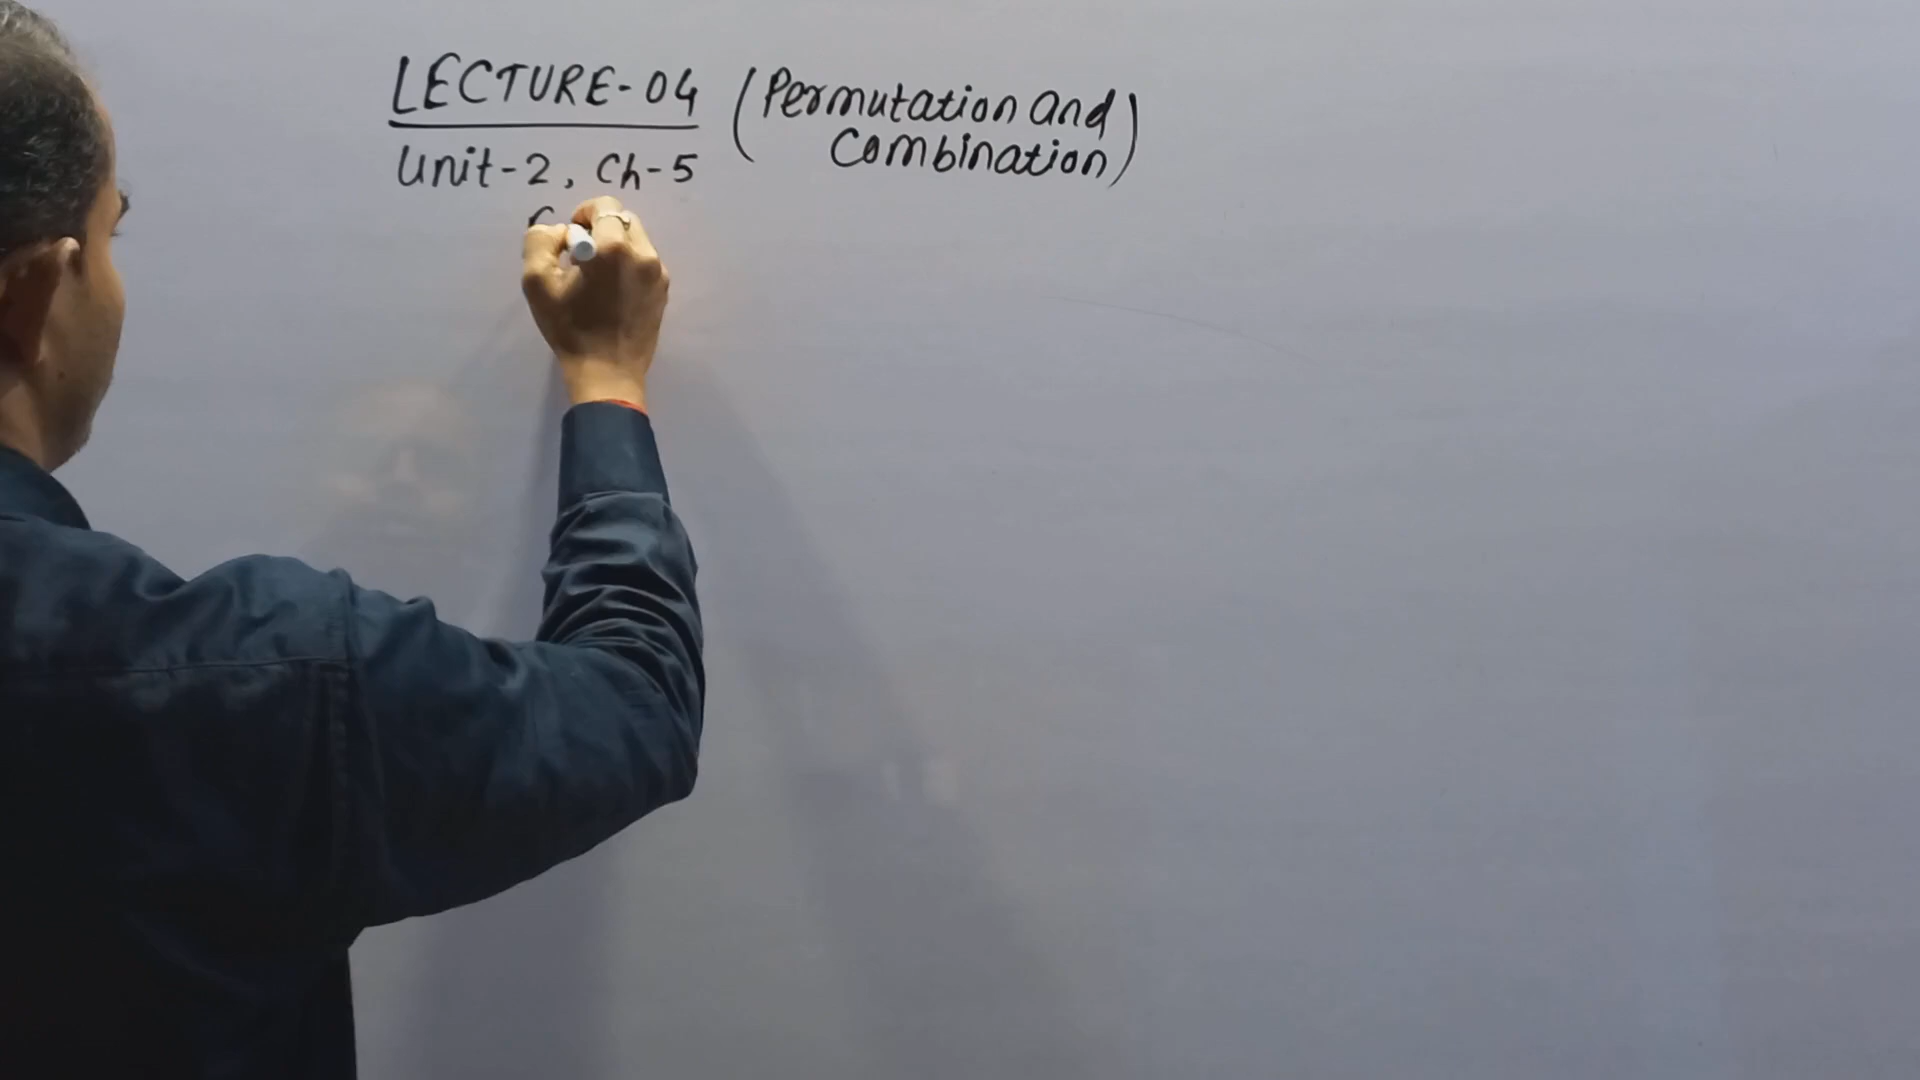 LECTURE-04 (Permutation and
Combination)
Unit-2, Ch-5